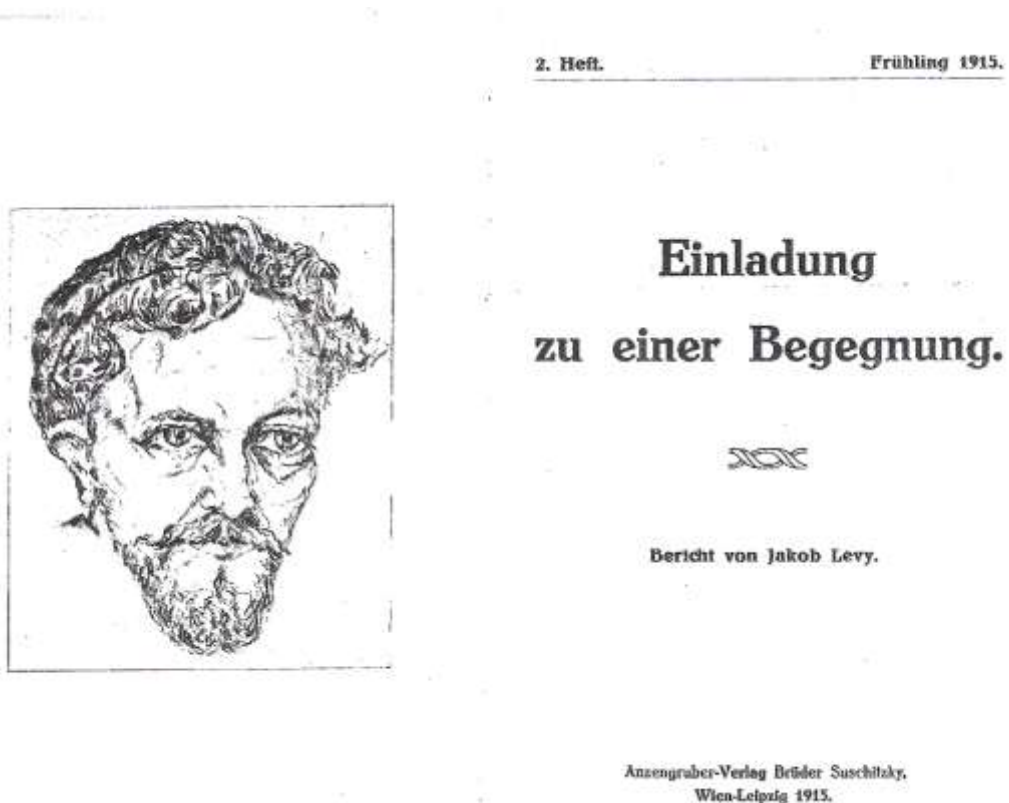 2. Heft. Frühling 1915.
Einladung
zu einer Begegnung.
Bericht von Jakob Levy.
Anzengruber-Verlag Brüder Suschitzky,
Wien-Leipzig 1915.